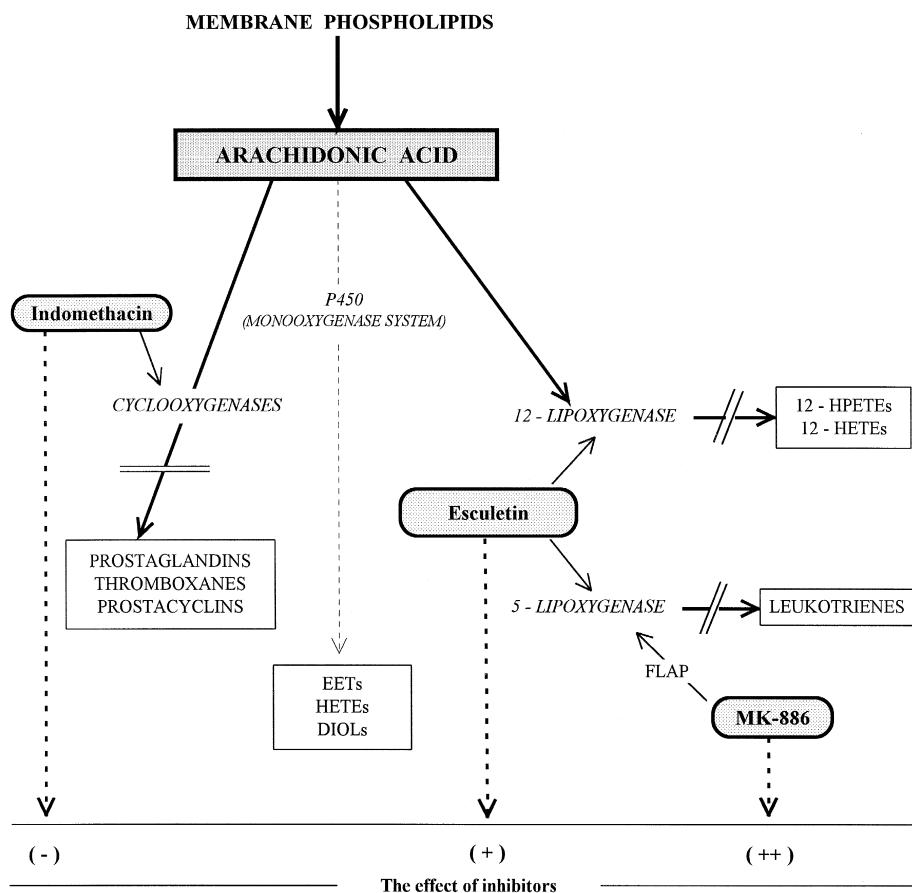 MEMBRANE PHOSPHOLIPIDS
ARACHIDONIC ACID
P450
(MONOOXYGENASE SYSTEM)
Indomethacin
CYCLOOXYGENASES
12 - LIPOXYGENASE
12 - HPETEs
12 - HETEs
Esculetin
PROSTAGLANDINS
THROMBOXANES
PROSTACYCLINS
5 - LIPOXYGENASE
LEUKOTRIENES
FLAP
EETs
HETEs
DIOLs
MK-886
( - )
( + )
( ++ )
The effect of inhibitors